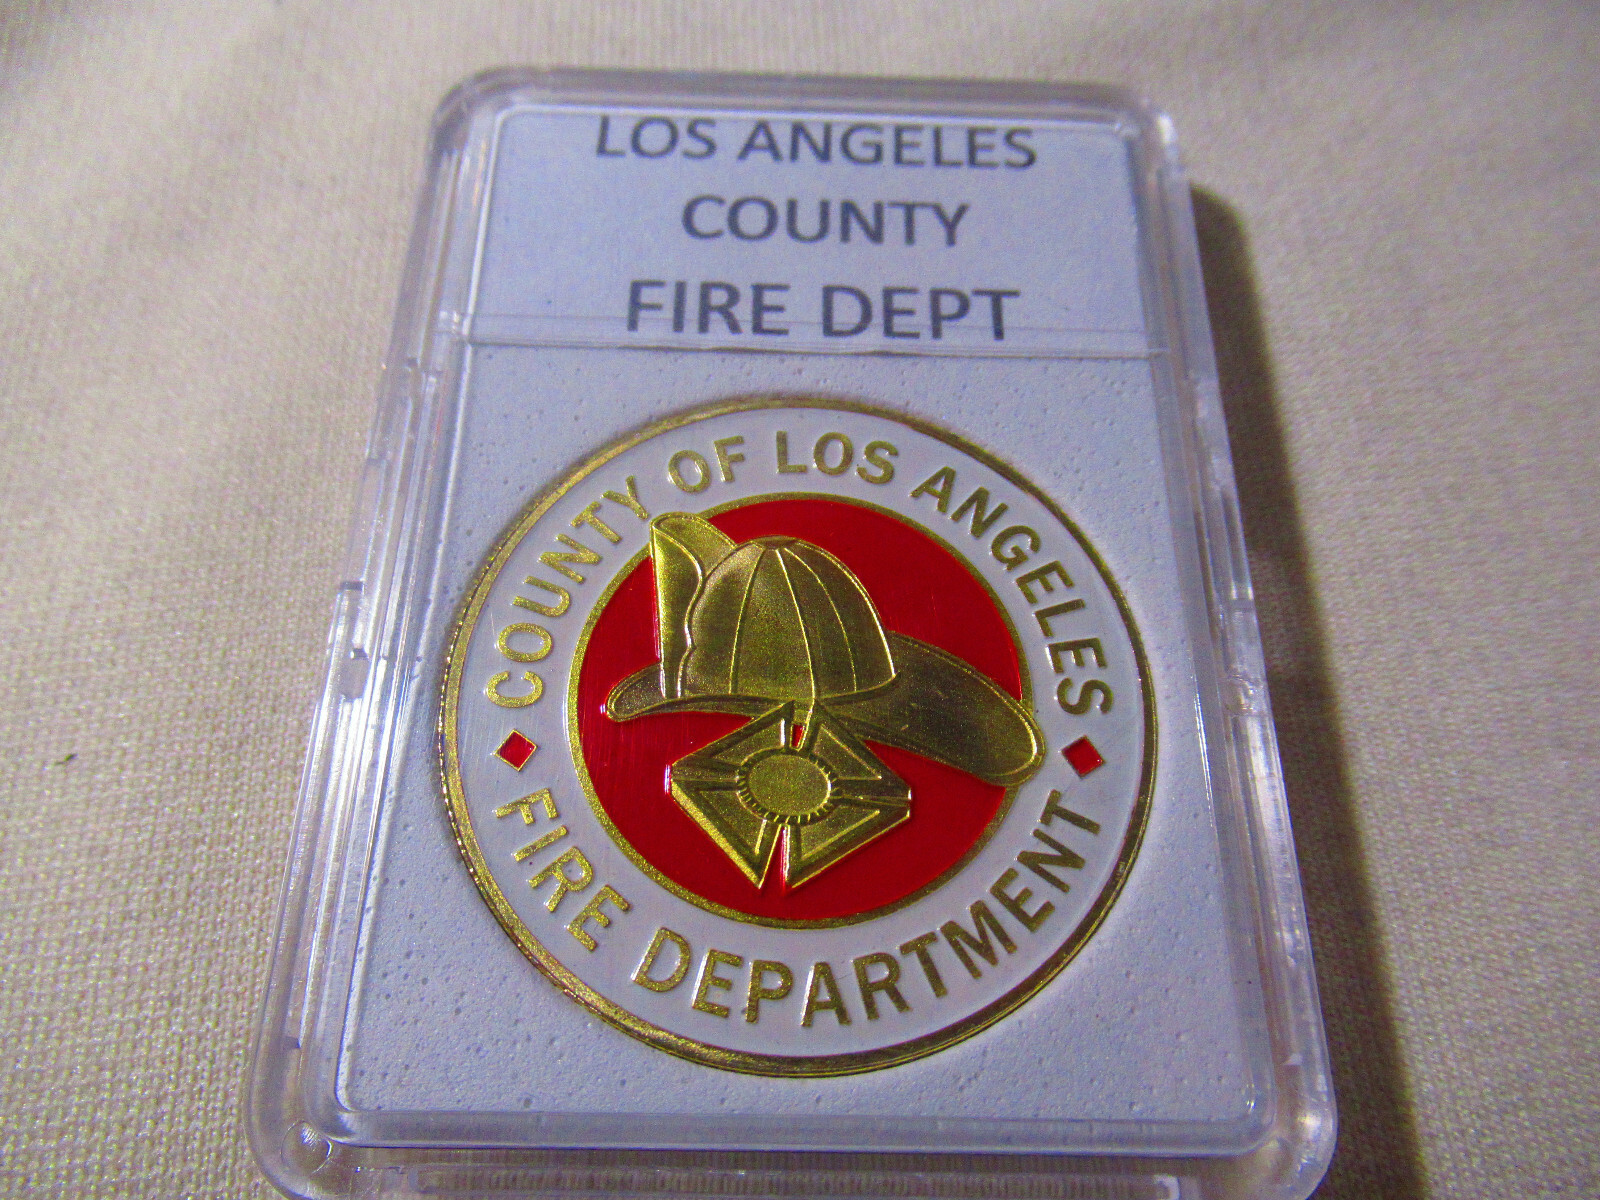 LOS ANGELES
COUNTY
FIRE DEPT
COUNTY OF LOS ANGELES
FIRE DEPARTMENT